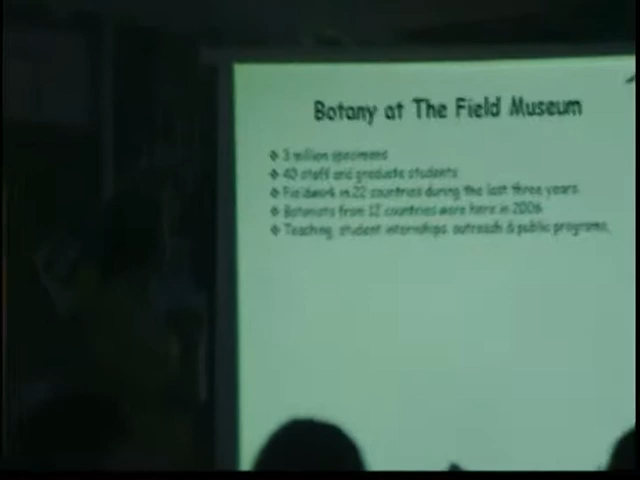 Botany at The Field Museum
❖ 3 million specimens
❖ 40 staff and graduate students
❖ Fieldwork in 22 countries during the last three years
❖ Botanists from 12 countries were here in 2006
❖ Teaching, student internships, outreach & public programs,